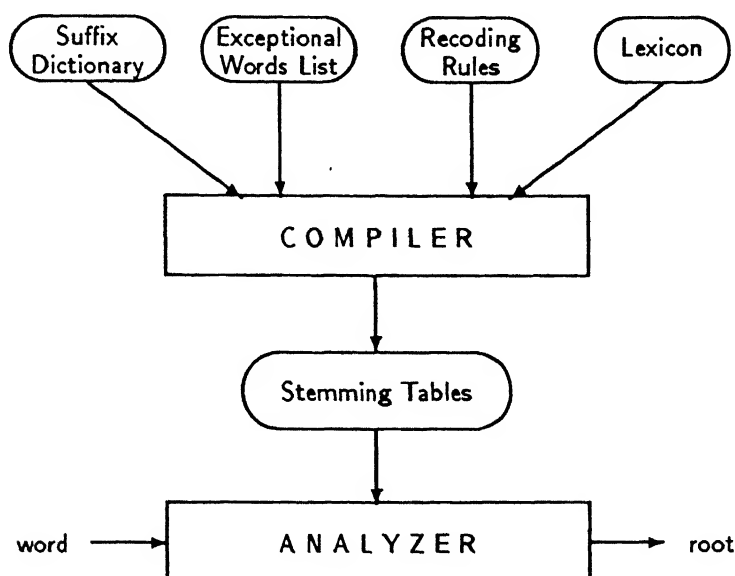 Suffix
Dictionary
Exceptional
Words List
Recoding
Rules
Lexicon
COMPILER
Stemming Tables
word
ANALYZER
root